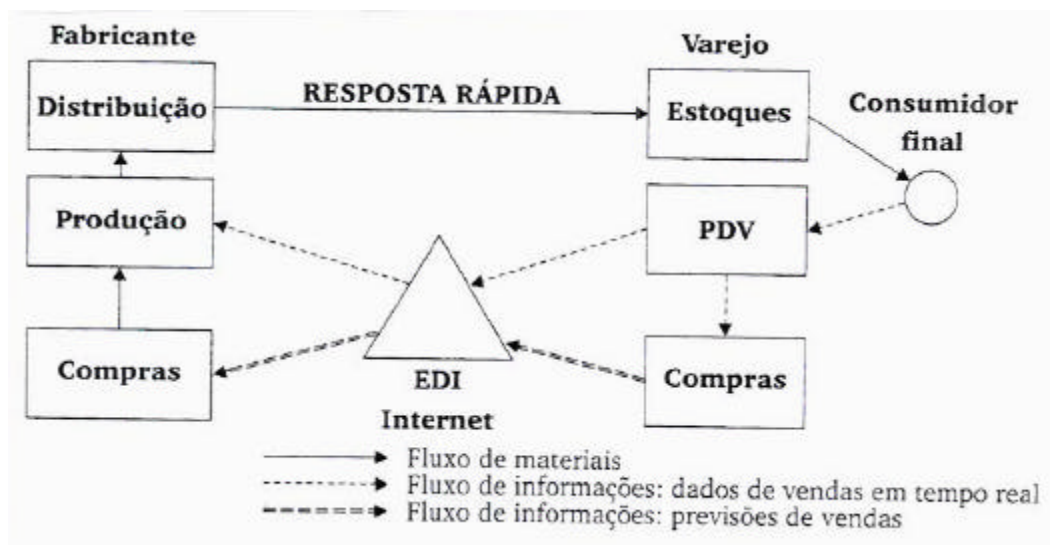 Fabricante
Varejo
Distribuição
RESPOSTA RÁPIDA
Estoques
Consumidor
final
Produção
PDV
Compras
EDI
Compras
Internet
Fluxo de materiais
Fluxo de informações: dados de vendas em tempo real
Fluxo de informações: previsões de vendas